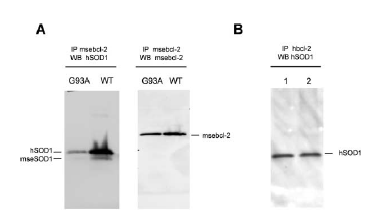 A
B
IP msebcl-2 IP msebcl-2
WB hSOD1 WB msebcl-2
IP hbcl-2
WB hSOD1
G93A WT G93A WT
1 2
msebcl-2
hSOD1
mseSOD1
hSOD1